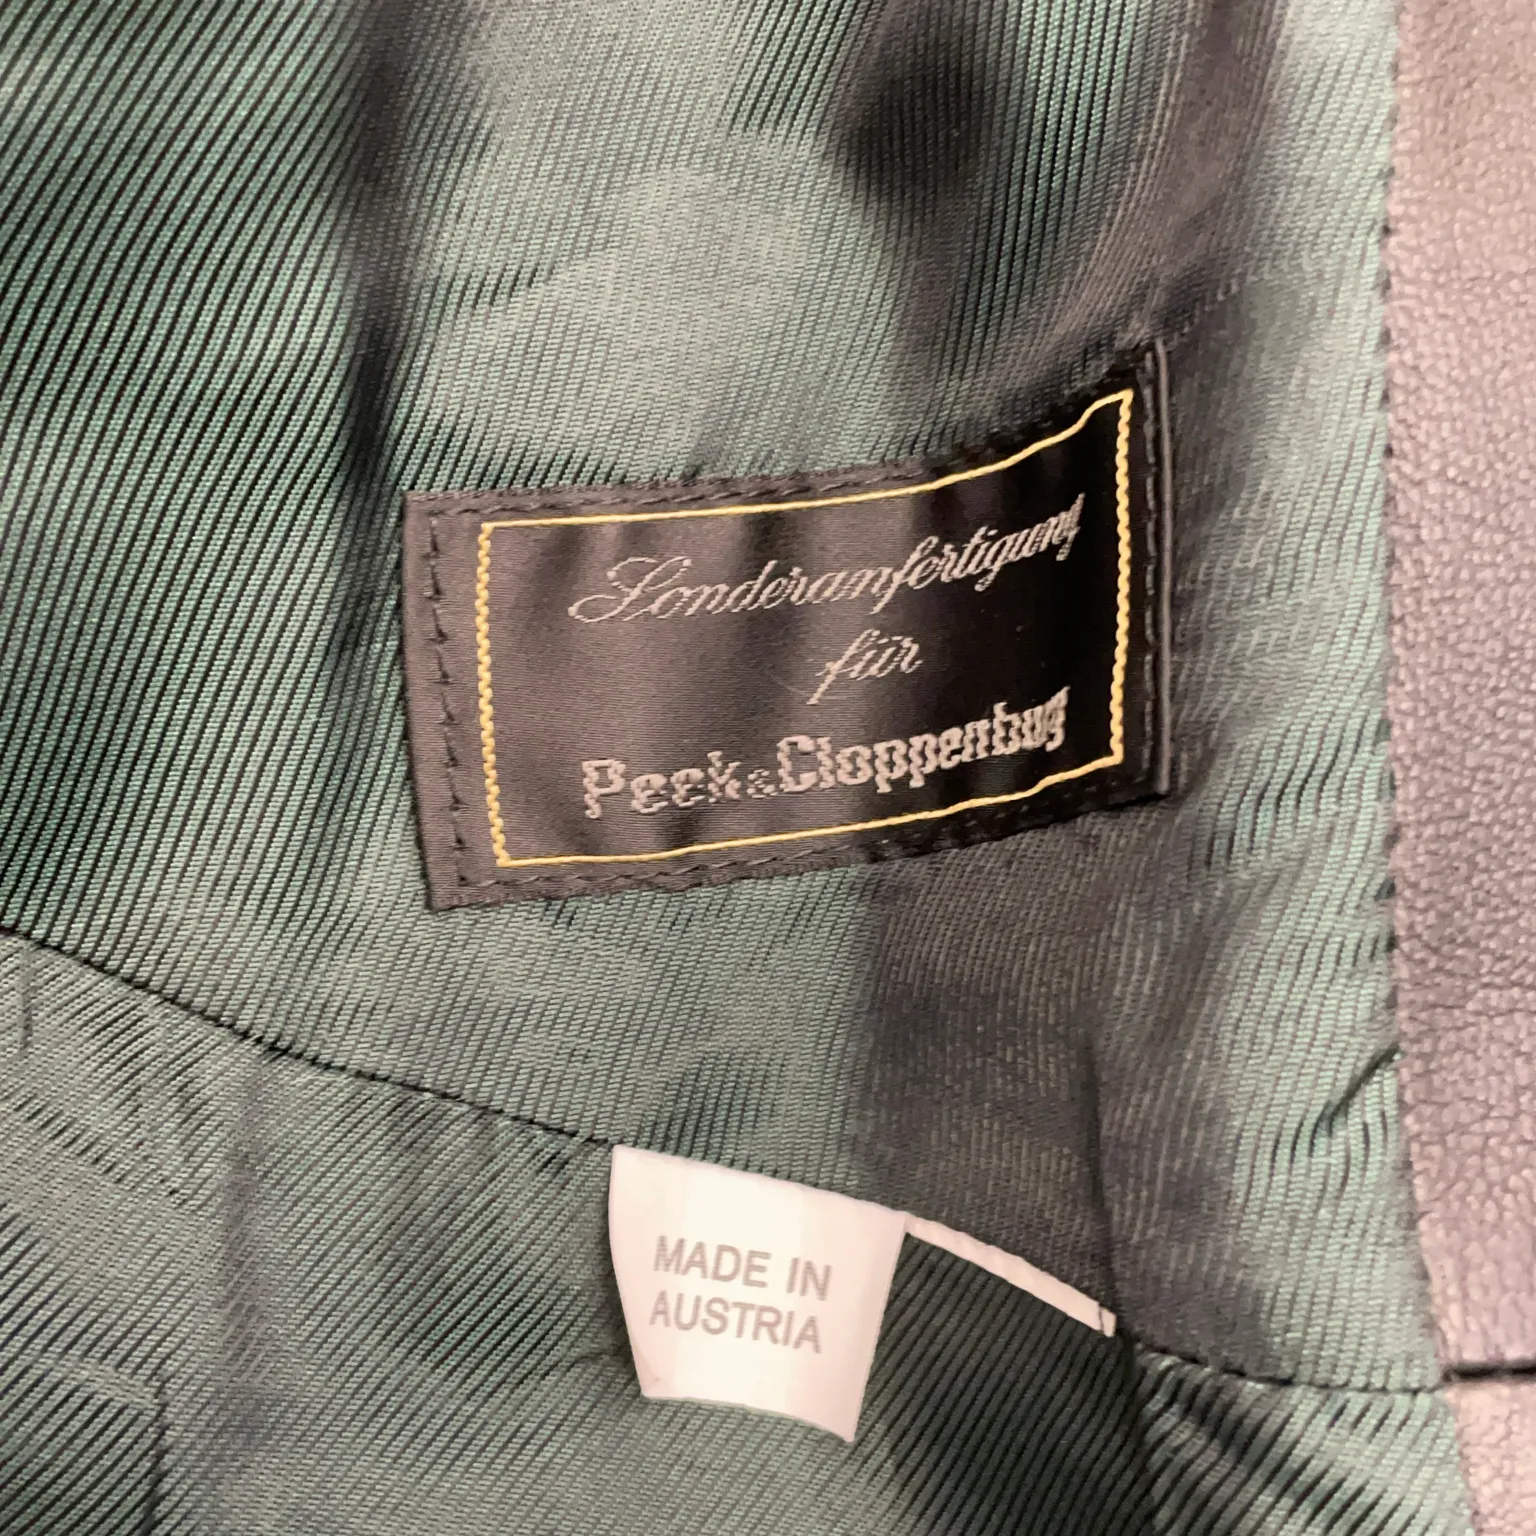 Sonderanfertigung
für
Peek & Cloppenburg
MADE IN
AUSTRIA